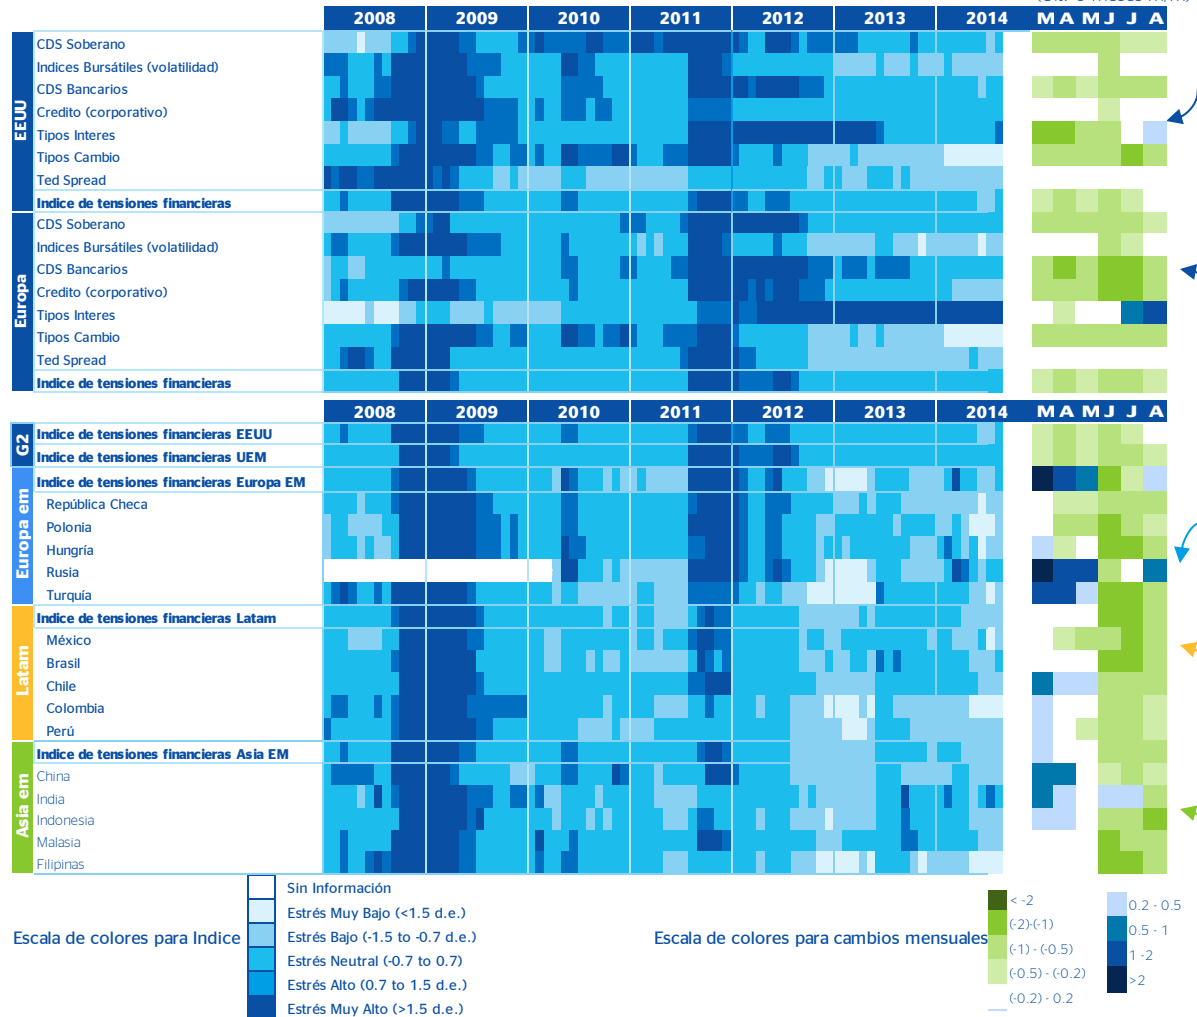 2008 2009 2010 2011 2012 2013 2014 M A M J J A
EEUU
CDS Soberano
Indices Bursátiles (volatilidad)
CDS Bancarios
Credito (corporativo)
Tipos Interes
Tipos Cambio
Ted Spread
Indice de tensiones financieras
Europa
CDS Soberano
Indices Bursátiles (volatilidad)
CDS Bancarios
Credito (corporativo)
Tipos Interes
Tipos Cambio
Ted Spread
Indice de tensiones financieras
2008 2009 2010 2011 2012 2013 2014 M A M J J A
G2
Indice de tensiones financieras EEUU
Indice de tensiones financieras UEM
Europa em
Indice de tensiones financieras Europa EM
República Checa
Polonia
Hungría
Rusia
Turquía
Latam
Indice de tensiones financieras Latam
México
Brasil
Chile
Colombia
Perú
Asia em
Indice de tensiones financieras Asia EM
China
India
Indonesia
Malasia
Filipinas
Escala de colores para Indice
Sin Información
Estrés Muy Bajo (<1.5 d.e.)
Estrés Bajo (-1.5 to -0.7 d.e.)
Estrés Neutral (-0.7 to 0.7)
Estrés Alto (0.7 to 1.5 d.e.)
Estrés Muy Alto (>1.5 d.e.)
Escala de colores para cambios mensuales
< -2
(-2)-(-1)
(-1) - (-0.5)
(-0.5) - (-0.2)
(-0.2) - 0.2
0.2 - 0.5
0.5 - 1
1 -2
>2